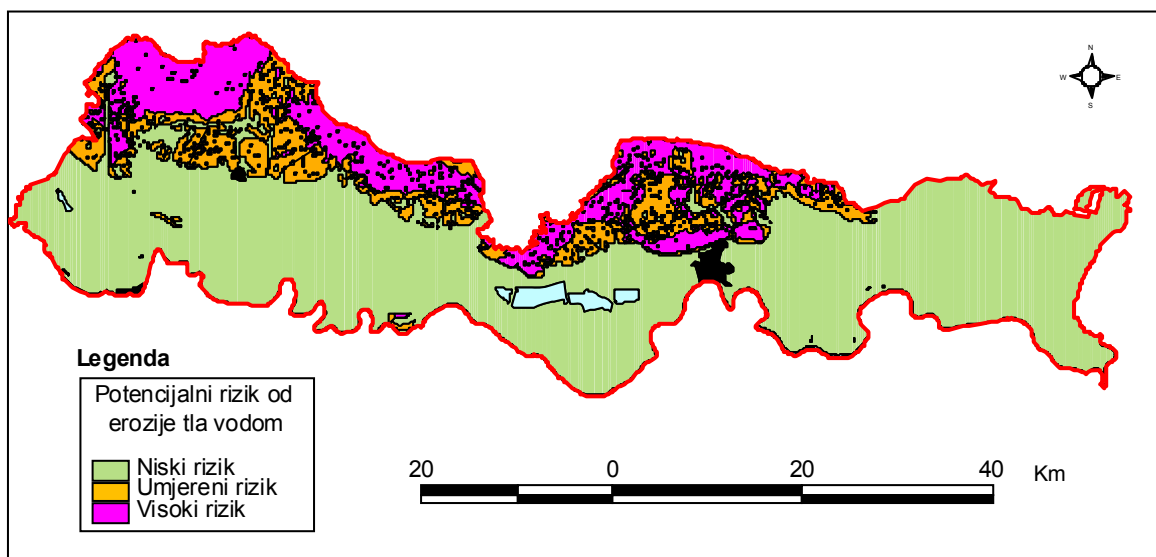 N
W E
S
Legenda
Potencijalni rizik od
erozije tla vodom
Niski rizik
Umjereni rizik
Visoki rizik
20 0 20 40 Km